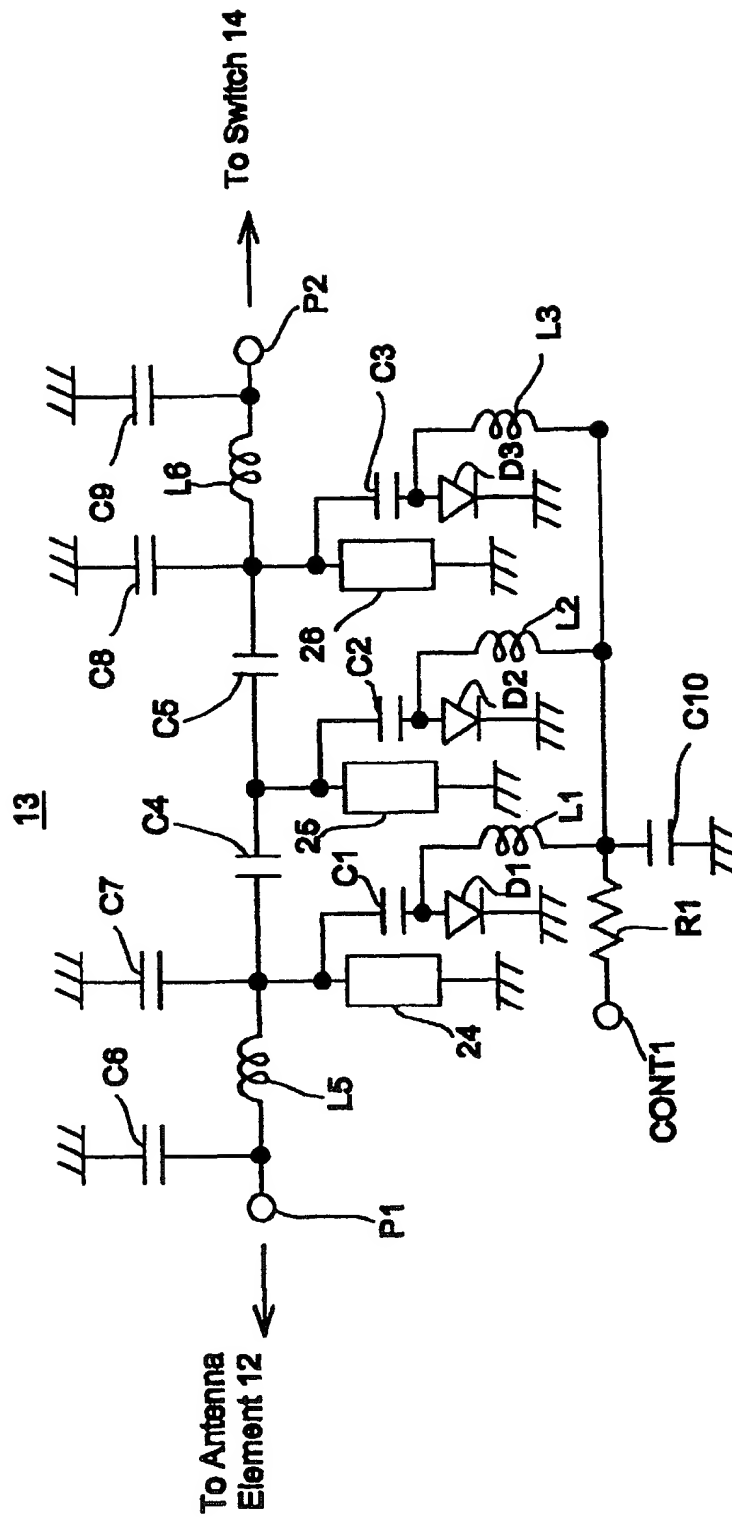 13
To Antenna
Element 12
To Switch 14
C6
C7
C4
C5
C8
C9
P1
L5
L6
P2
24
C1
D1
L1
25
C2
D2
L2
26
C3
D3
L3
CONT1
R1
C10